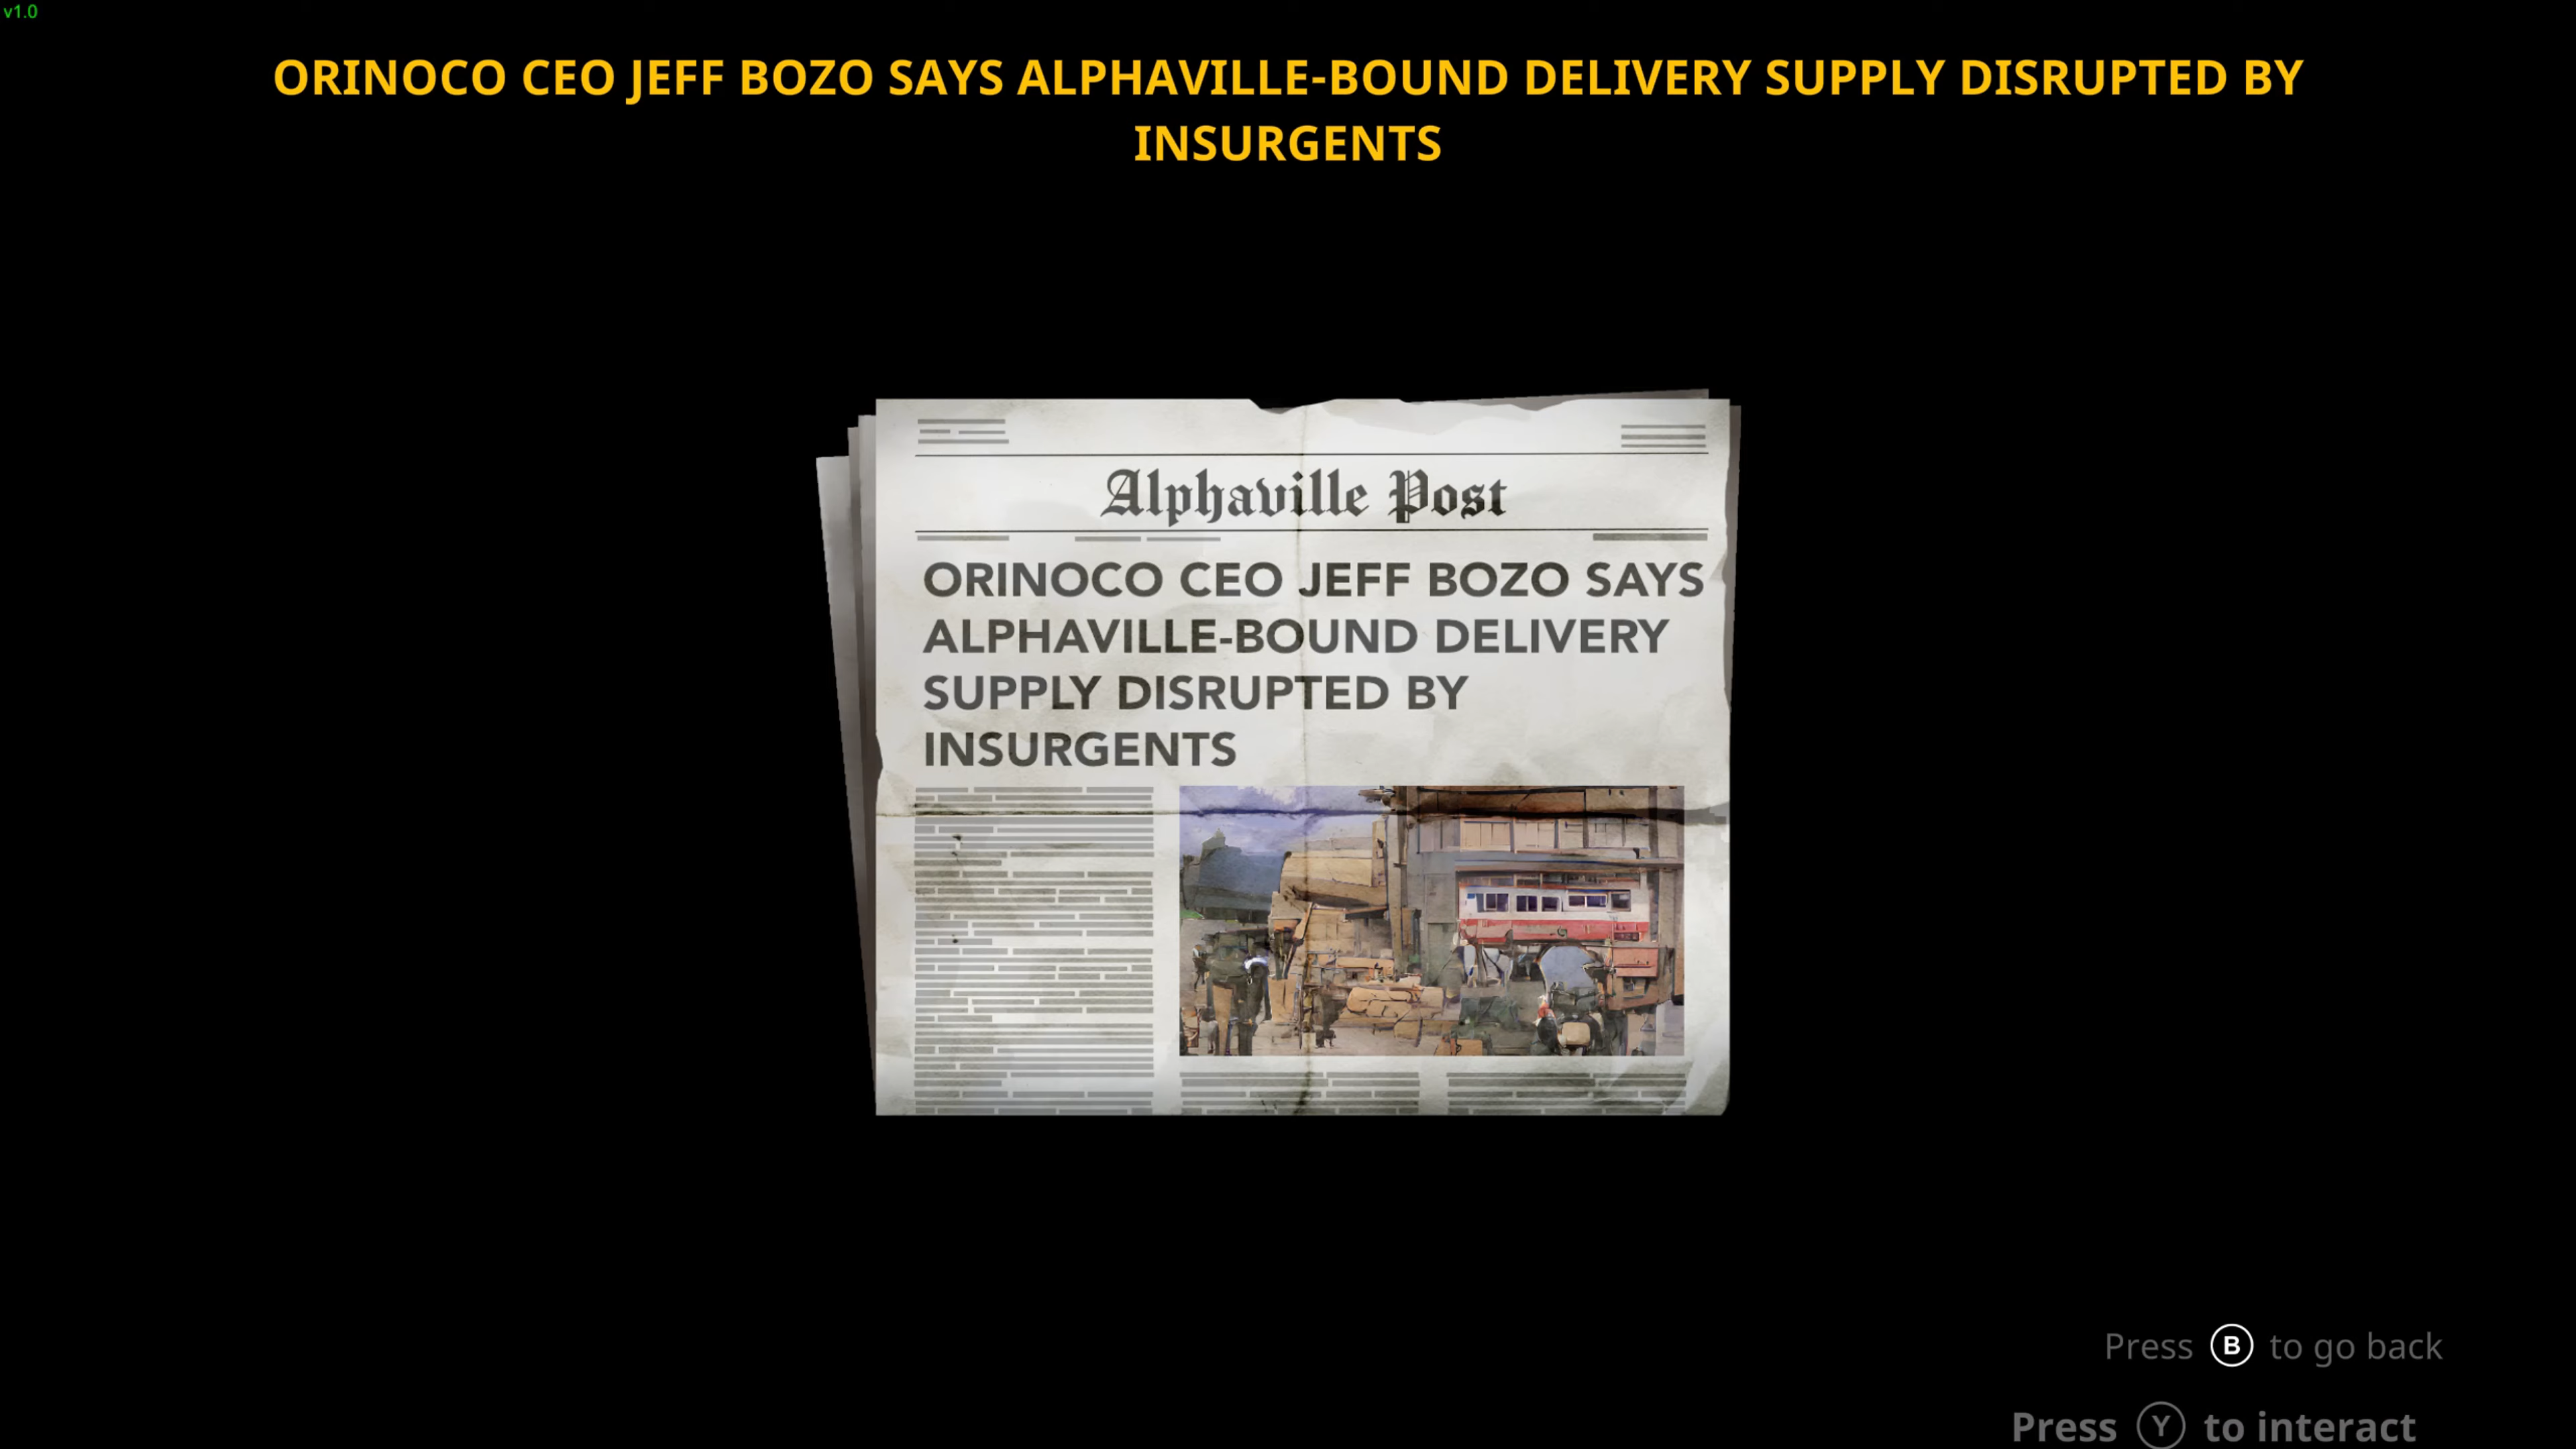 v1.0
ORINOCO CEO JEFF BOZO SAYS ALPHAVILLE-BOUND DELIVERY SUPPLY DISRUPTED BY
INSURGENTS
Alphaville Post
ORINOCO CEO JEFF BOZO SAYS
ALPHAVILLE-BOUND DELIVERY
SUPPLY DISRUPTED BY
INSURGENTS
Press B to go back
Press Y to interact